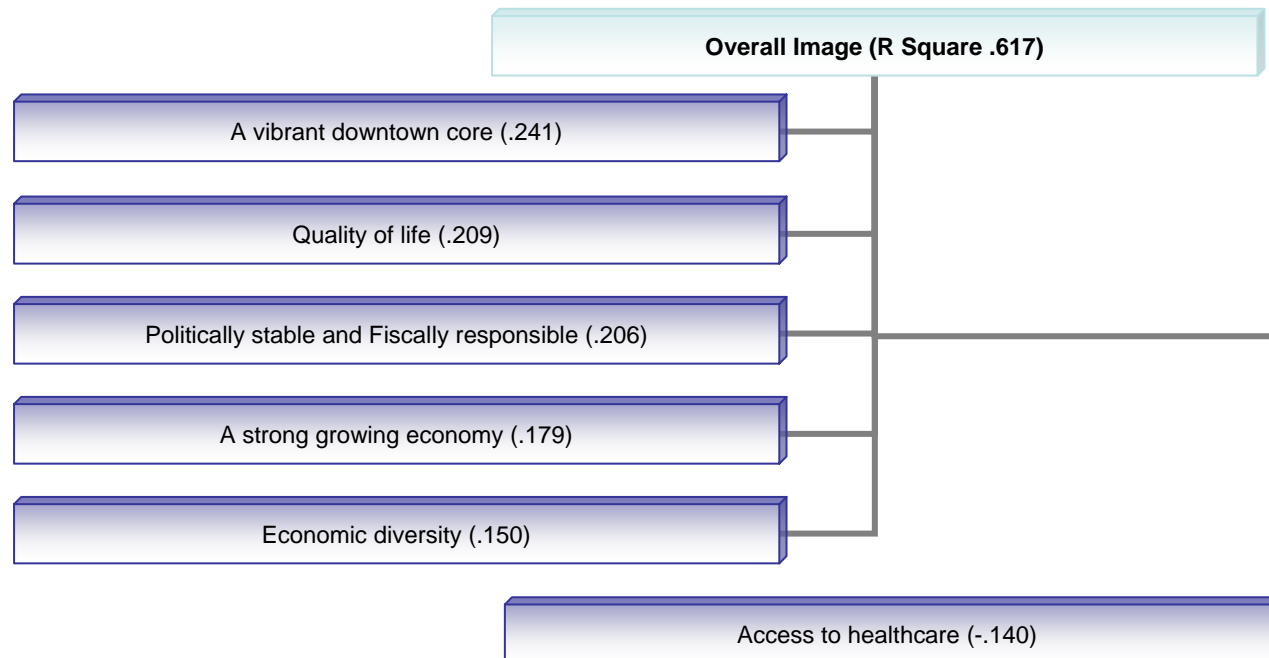 Overall Image (R Square .617)
A vibrant downtown core (.241)
Quality of life (.209)
Politically stable and Fiscally responsible (.206)
A strong growing economy (.179)
Economic diversity (.150)
Access to healthcare (-.140)